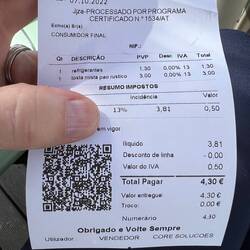 07.10.2022
Jpa-PROCESSADO POR PROGRAMA
CERTIFICADO N.º 1534/AT
Exmo(a) Sr(a)
CONSUMIDOR FINAL
NIF.:
Qt DESCRIÇÃO PVP Desc. IVA Total
1 refrigerantes 1,30 0,00% 13 1,30
1 tosta mista pao rustico 3,00 0,00% 13 3,00
RESUMO IMPOSTOS
Incidência Valor
13% 3,81 0,50
em vigor
líquido 3,81
Desconto de linha - 0,00
Valor do IVA 0,50
Total Pagar 4,30 €
Valor entregue: 4,30 €
Troco: 0,00 €
Numerário 4,30
Obrigado e Volte Sempre
Utilizador VENDEDOR CORE SOLUCOES